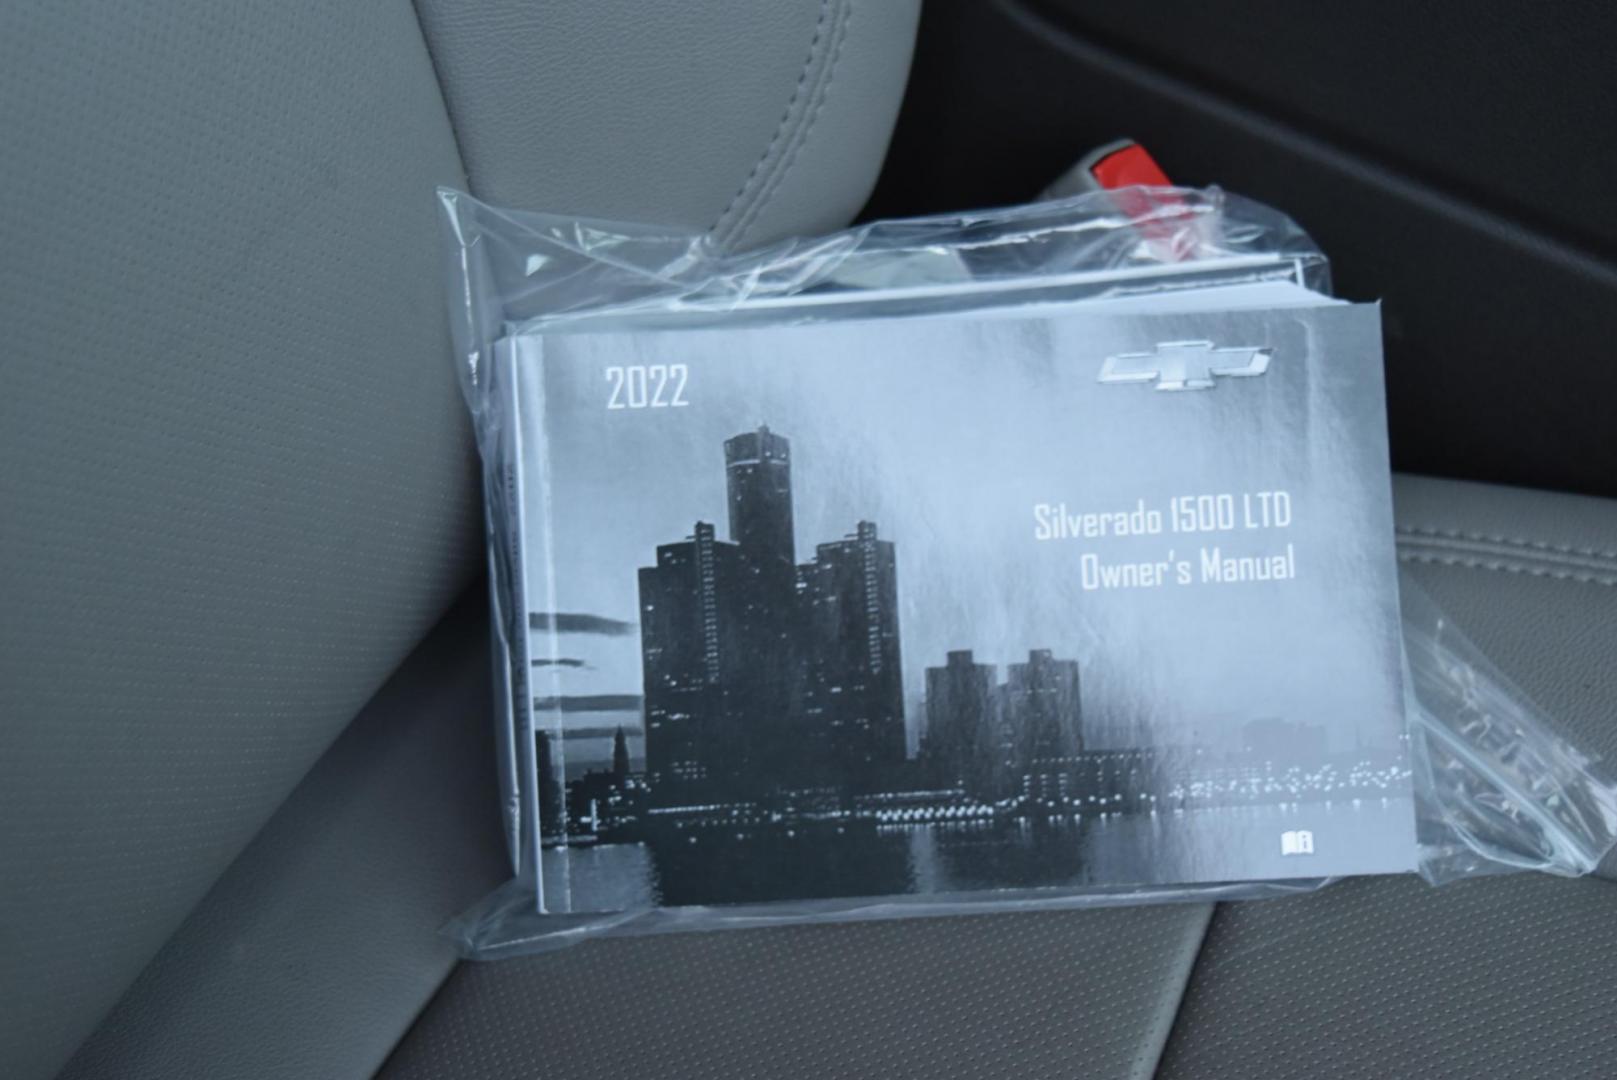 2022
Silverado 1500 LTD
Owner's Manual